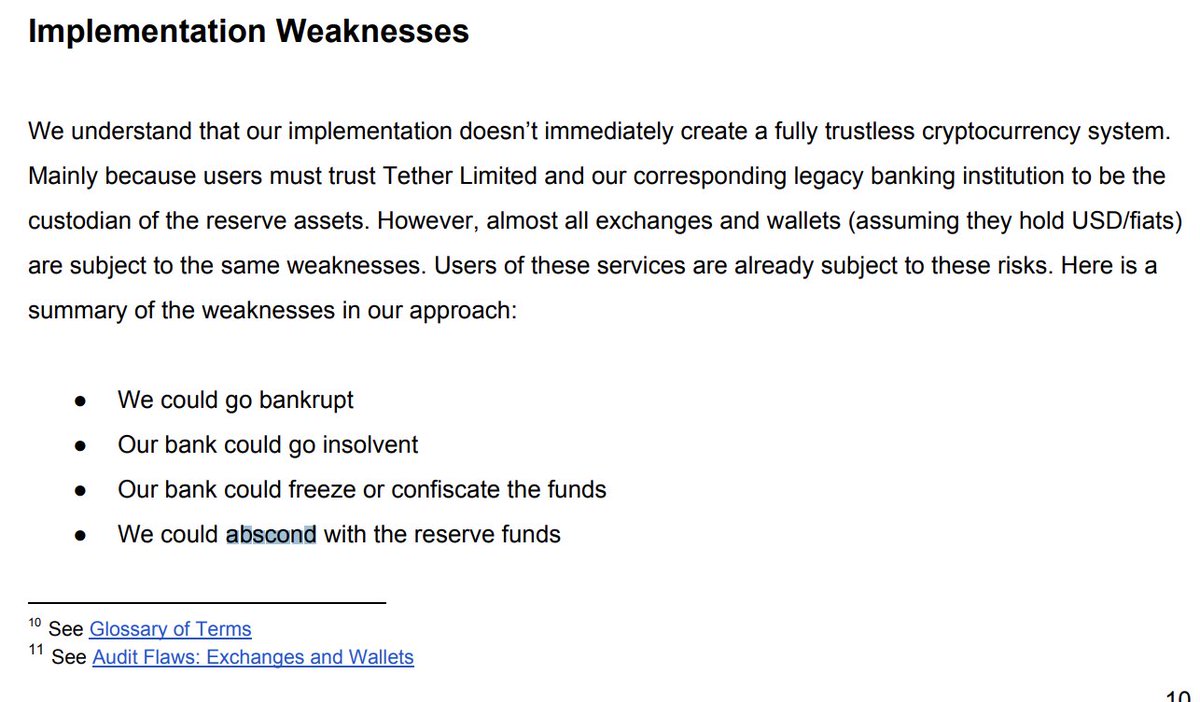 Implementation Weaknesses
We understand that our implementation doesn’t immediately create a fully trustless cryptocurrency system.
Mainly because users must trust Tether Limited and our corresponding legacy banking institution to be the
custodian of the reserve assets. However, almost all exchanges and wallets (assuming they hold USD/fiats)
are subject to the same weaknesses. Users of these services are already subject to these risks. Here is a
summary of the weaknesses in our approach:
● We could go bankrupt
● Our bank could go insolvent
● Our bank could freeze or confiscate the funds
● We could abscond with the reserve funds
10 See Glossary of Terms
11 See Audit Flaws: Exchanges and Wallets
10